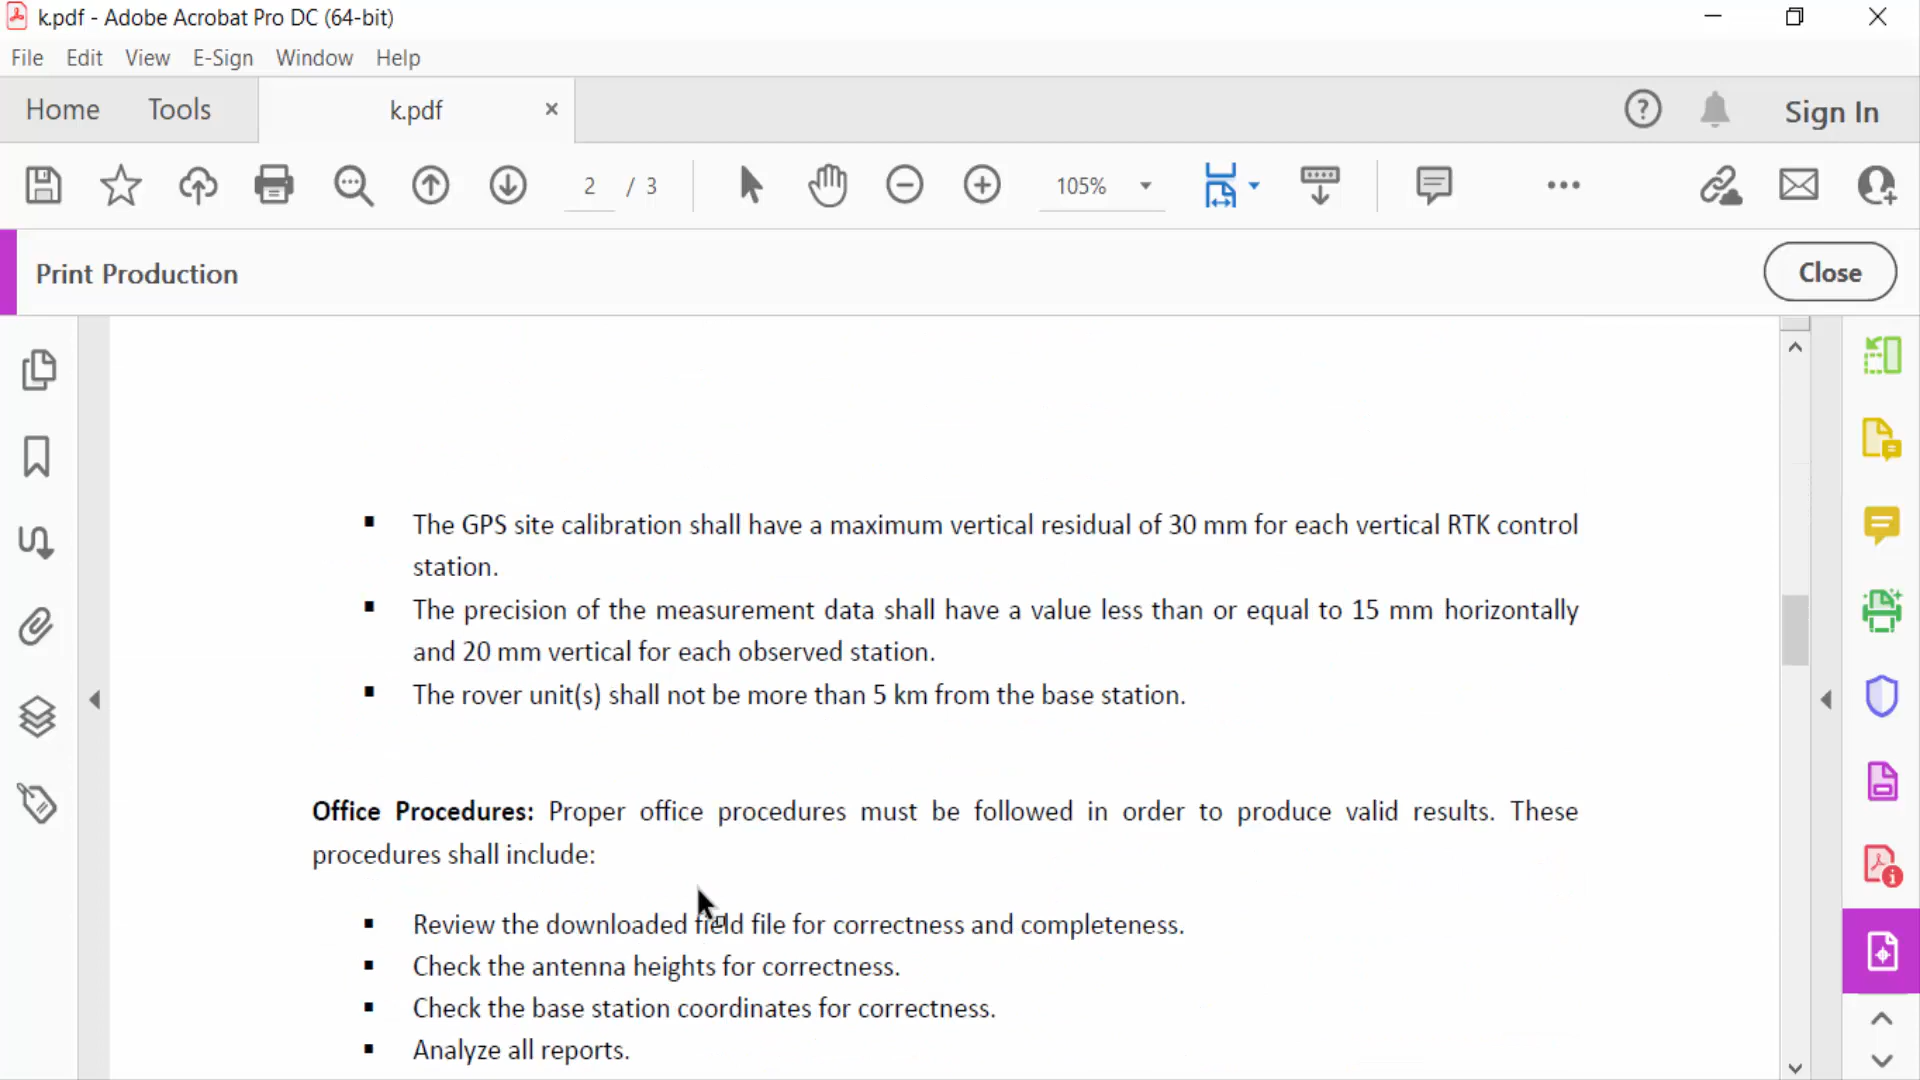 k.pdf - Adobe Acrobat Pro DC (64-bit)
File Edit View E-Sign Window Help
Home Tools k.pdf × Sign In
2 / 3 105%
Print Production Close
▪ The GPS site calibration shall have a maximum vertical residual of 30 mm for each vertical RTK control
station.
▪ The precision of the measurement data shall have a value less than or equal to 15 mm horizontally
and 20 mm vertical for each observed station.
▪ The rover unit(s) shall not be more than 5 km from the base station.
Office Procedures: Proper office procedures must be followed in order to produce valid results. These
procedures shall include:
▪ Review the downloaded field file for correctness and completeness.
▪ Check the antenna heights for correctness.
▪ Check the base station coordinates for correctness.
▪ Analyze all reports.